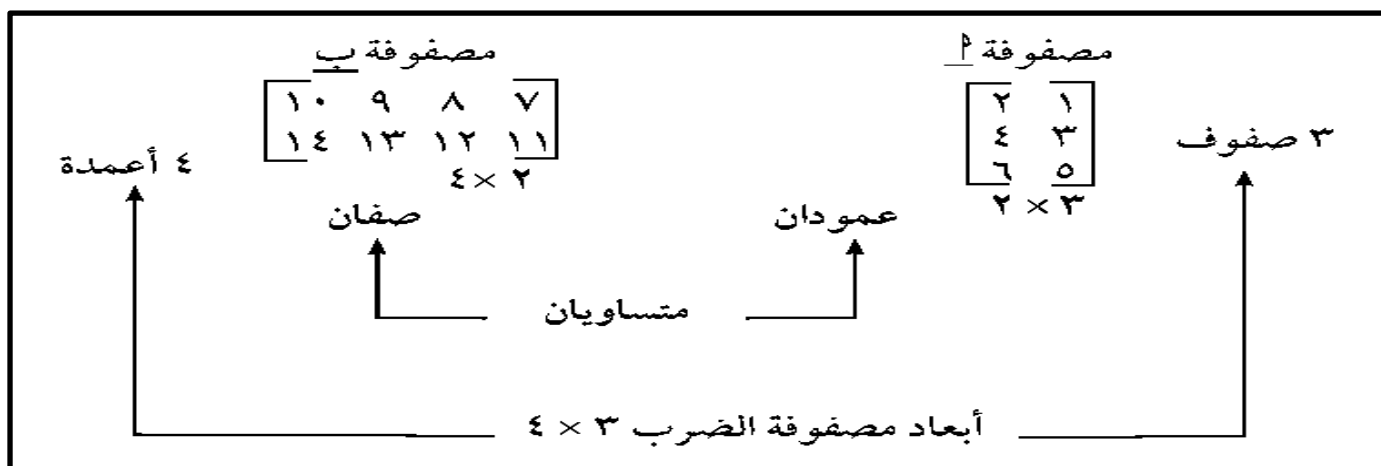 مصفوفة أ
١ ٢
٣ ٤
٥ ٦
٣ × ٢
مصفوفة ب
٧ ٨ ٩ ١٠
١١ ١٢ ١٣ ١٤
٢ × ٤
٣ صفوف
٤ أعمدة
عمودان
صفان
متساويان
أبعاد مصفوفة الضرب ٣ × ٤